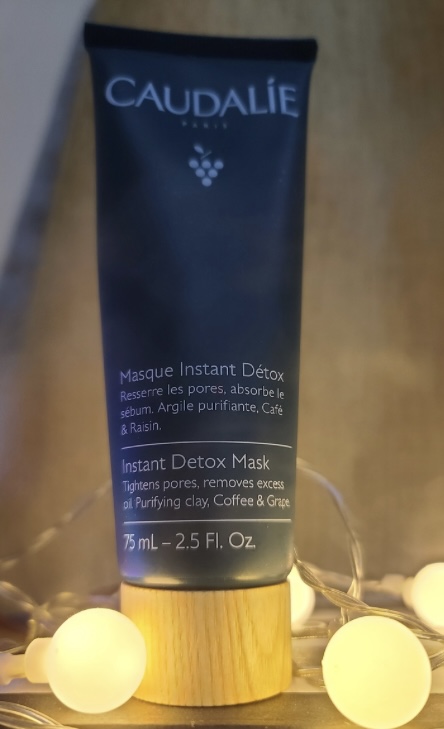 CAUDALÍE
PARIS
Masque Instant Détox
Resserre les pores, absorbe le
sébum. Argile purifiante, Café
& Raisin.
Instant Detox Mask
Tightens pores, removes excess
oil Purifying clay, Coffee & Grape.
75 mL – 2.5 Fl. Oz.